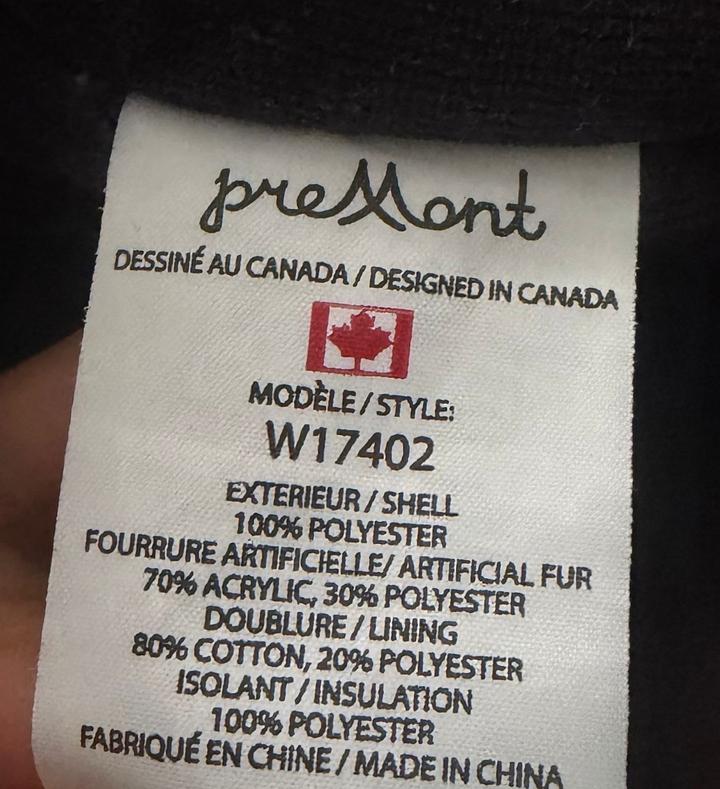 preMont
DESSINÉ AU CANADA / DESIGNED IN CANADA
MODÈLE / STYLE:
W17402
EXTERIEUR / SHELL
100% POLYESTER
FOURRURE ARTIFICIELLE/ ARTIFICIAL FUR
70% ACRYLIC, 30% POLYESTER
DOUBLURE / LINING
80% COTTON, 20% POLYESTER
ISOLANT / INSULATION
100% POLYESTER
FABRIQUÉ EN CHINE / MADE IN CHINA